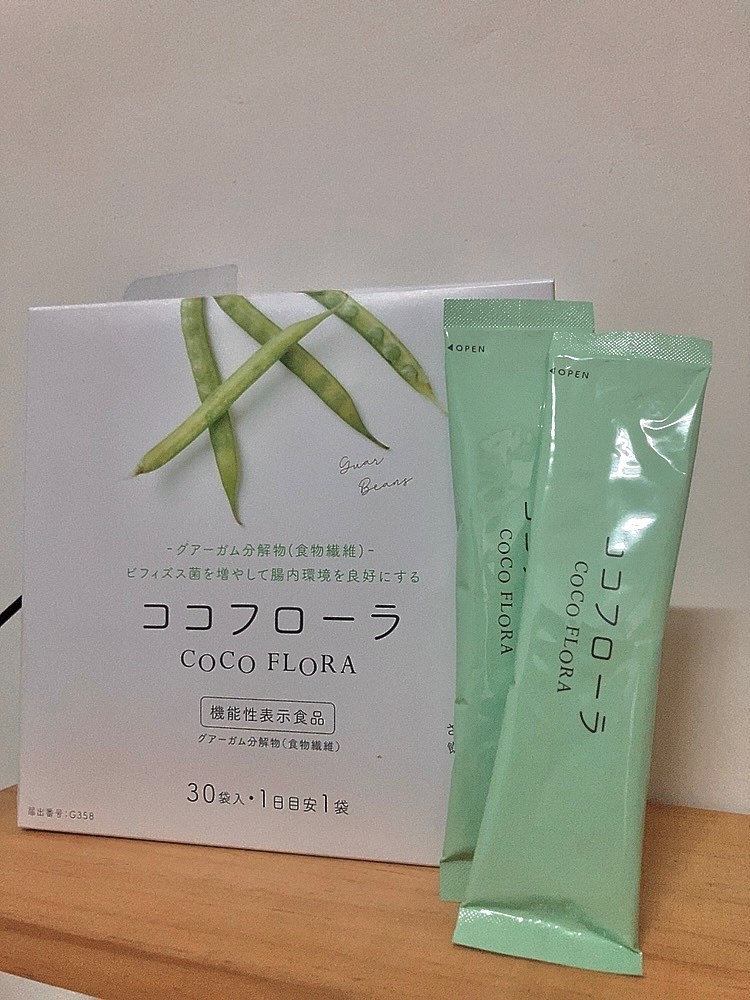 Guar
Beans
-グアーガム分解物(食物繊維)-
ビフィズス菌を増やして腸内環境を良好にする
ココフローラ
COCO FLORA
機能性表示食品
グアーガム分解物(食物繊維)
30袋入・1日目安1袋
届出番号:G358
◀OPEN
COCO FLORA
◀OPEN
ココフローラ
COCO FLORA